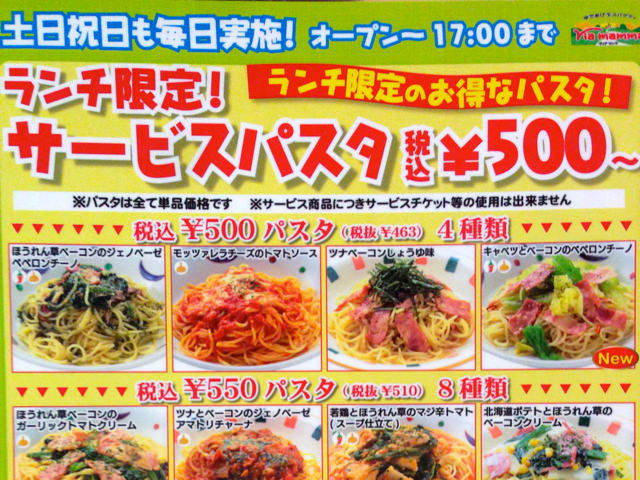 土日祝日も毎日実施! オープン〜17:00まで
Via mamma
ランチ限定!
ランチ限定のお得なパスタ!
サービスパスタ 税込 ¥500〜
※パスタは全て単品価格です ※サービス商品につきサービスチケット等の使用は出来ません
税込 ¥500 パスタ (税抜 ¥463) 4種類
ほうれん草ベーコンのジェノベーゼ
ペペロンチーノ
モッツァレラチーズのトマトソース
ツナベーコンしょうゆ味
キャベツとベーコンのペペロンチーノ
New
税込 ¥550 パスタ (税抜 ¥510) 8種類
ほうれん草ベーコンの
ガーリックトマトクリーム
ツナとベーコンのジェノベーゼ
アマトリチャーナ
若鶏とほうれん草のマジ辛トマト
(スープ仕立て)
北海道ポテトとほうれん草の
ベーコンクリーム